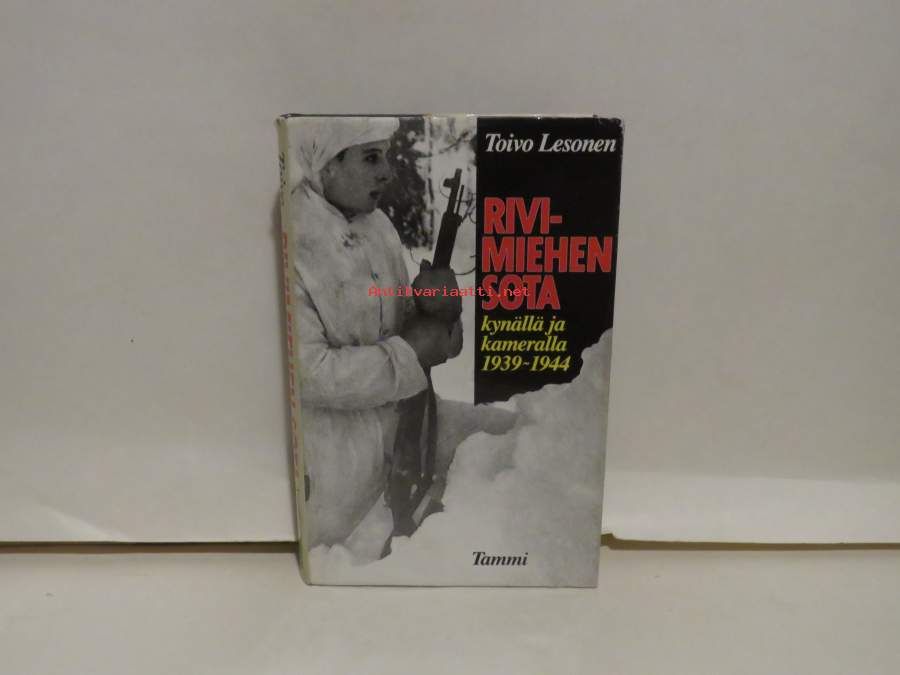 Toivo Lesonen
RIVI-
MIEHEN
SOTA
kynällä ja
kameralla
1939-1944
Tammi
Antikvariaatti.net